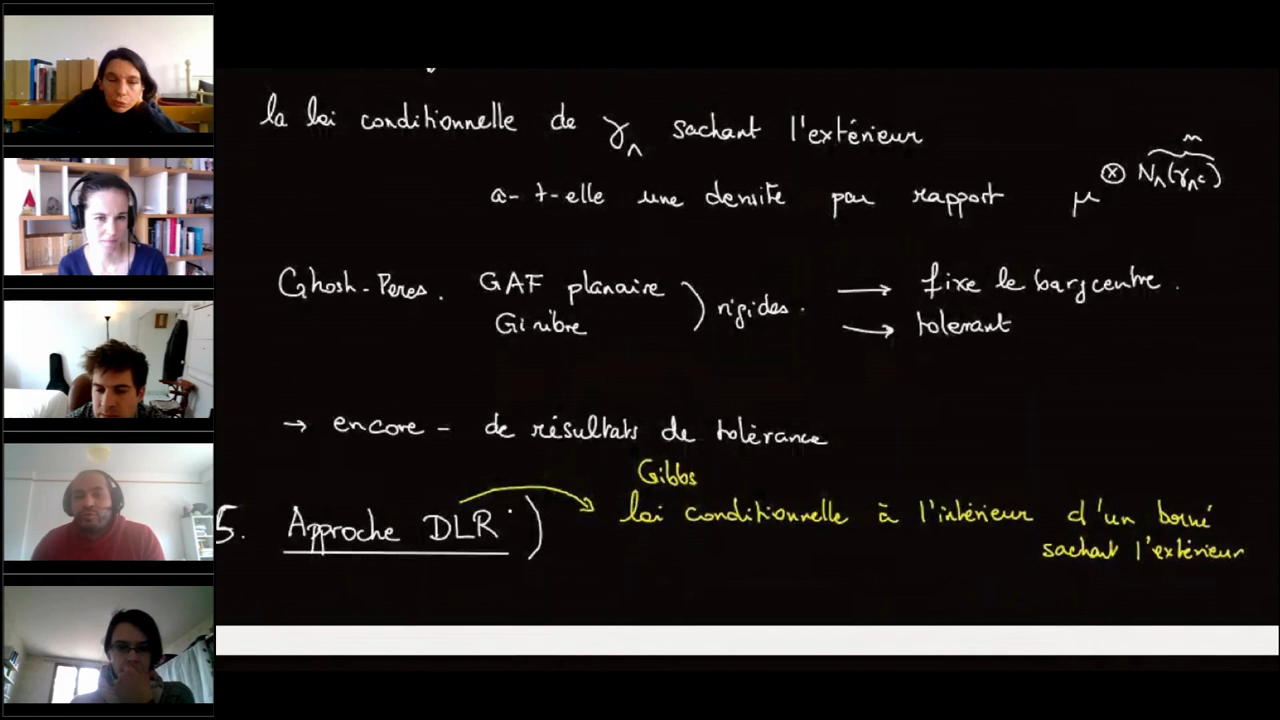 la loi conditionnelle de γ_Λ sachant l'extérieur
a-t-elle une densité par rapport μ^{⊗ N_Λ(γ_{Λ^c})}
n
Ghosh-Peres. GAF planaire
Ginibre
rigides. → fixe le barycentre.
→ tolérant
→ encore - de résultats de tolérance
Gibbs
5. Approche DLR) loi conditionnelle à l'intérieur d'un borné
sachant l'extérieur